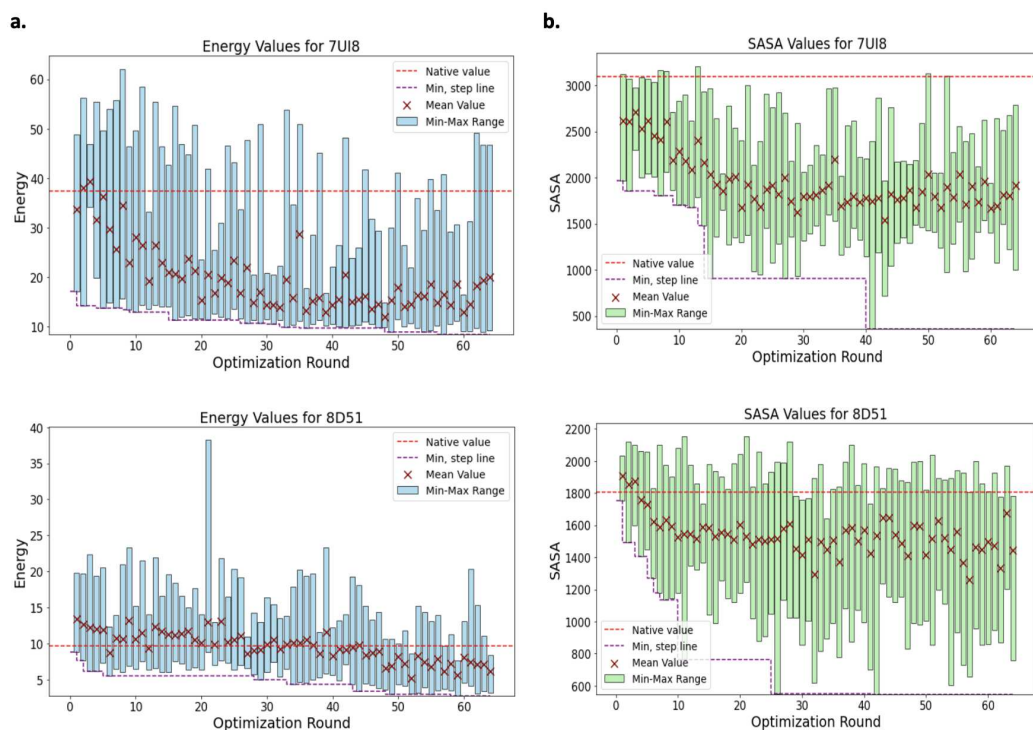 a.
Energy Values for 7UI8
Energy
60
50
40
30
20
10
Native value
Min, step line
Mean Value
Min-Max Range
0 10 20 30 40 50 60
Optimization Round
b.
SASA Values for 7UI8
SASA
3000
2500
2000
1500
1000
500
Native value
Min, step line
Mean Value
Min-Max Range
0 10 20 30 40 50 60
Optimization Round
Energy Values for 8D51
Energy
40
35
30
25
20
15
10
5
Native value
Min, step line
Mean Value
Min-Max Range
0 10 20 30 40 50 60
Optimization Round
SASA Values for 8D51
SASA
2200
2000
1800
1600
1400
1200
1000
800
600
Native value
Min, step line
Mean Value
Min-Max Range
0 10 20 30 40 50 60
Optimization Round